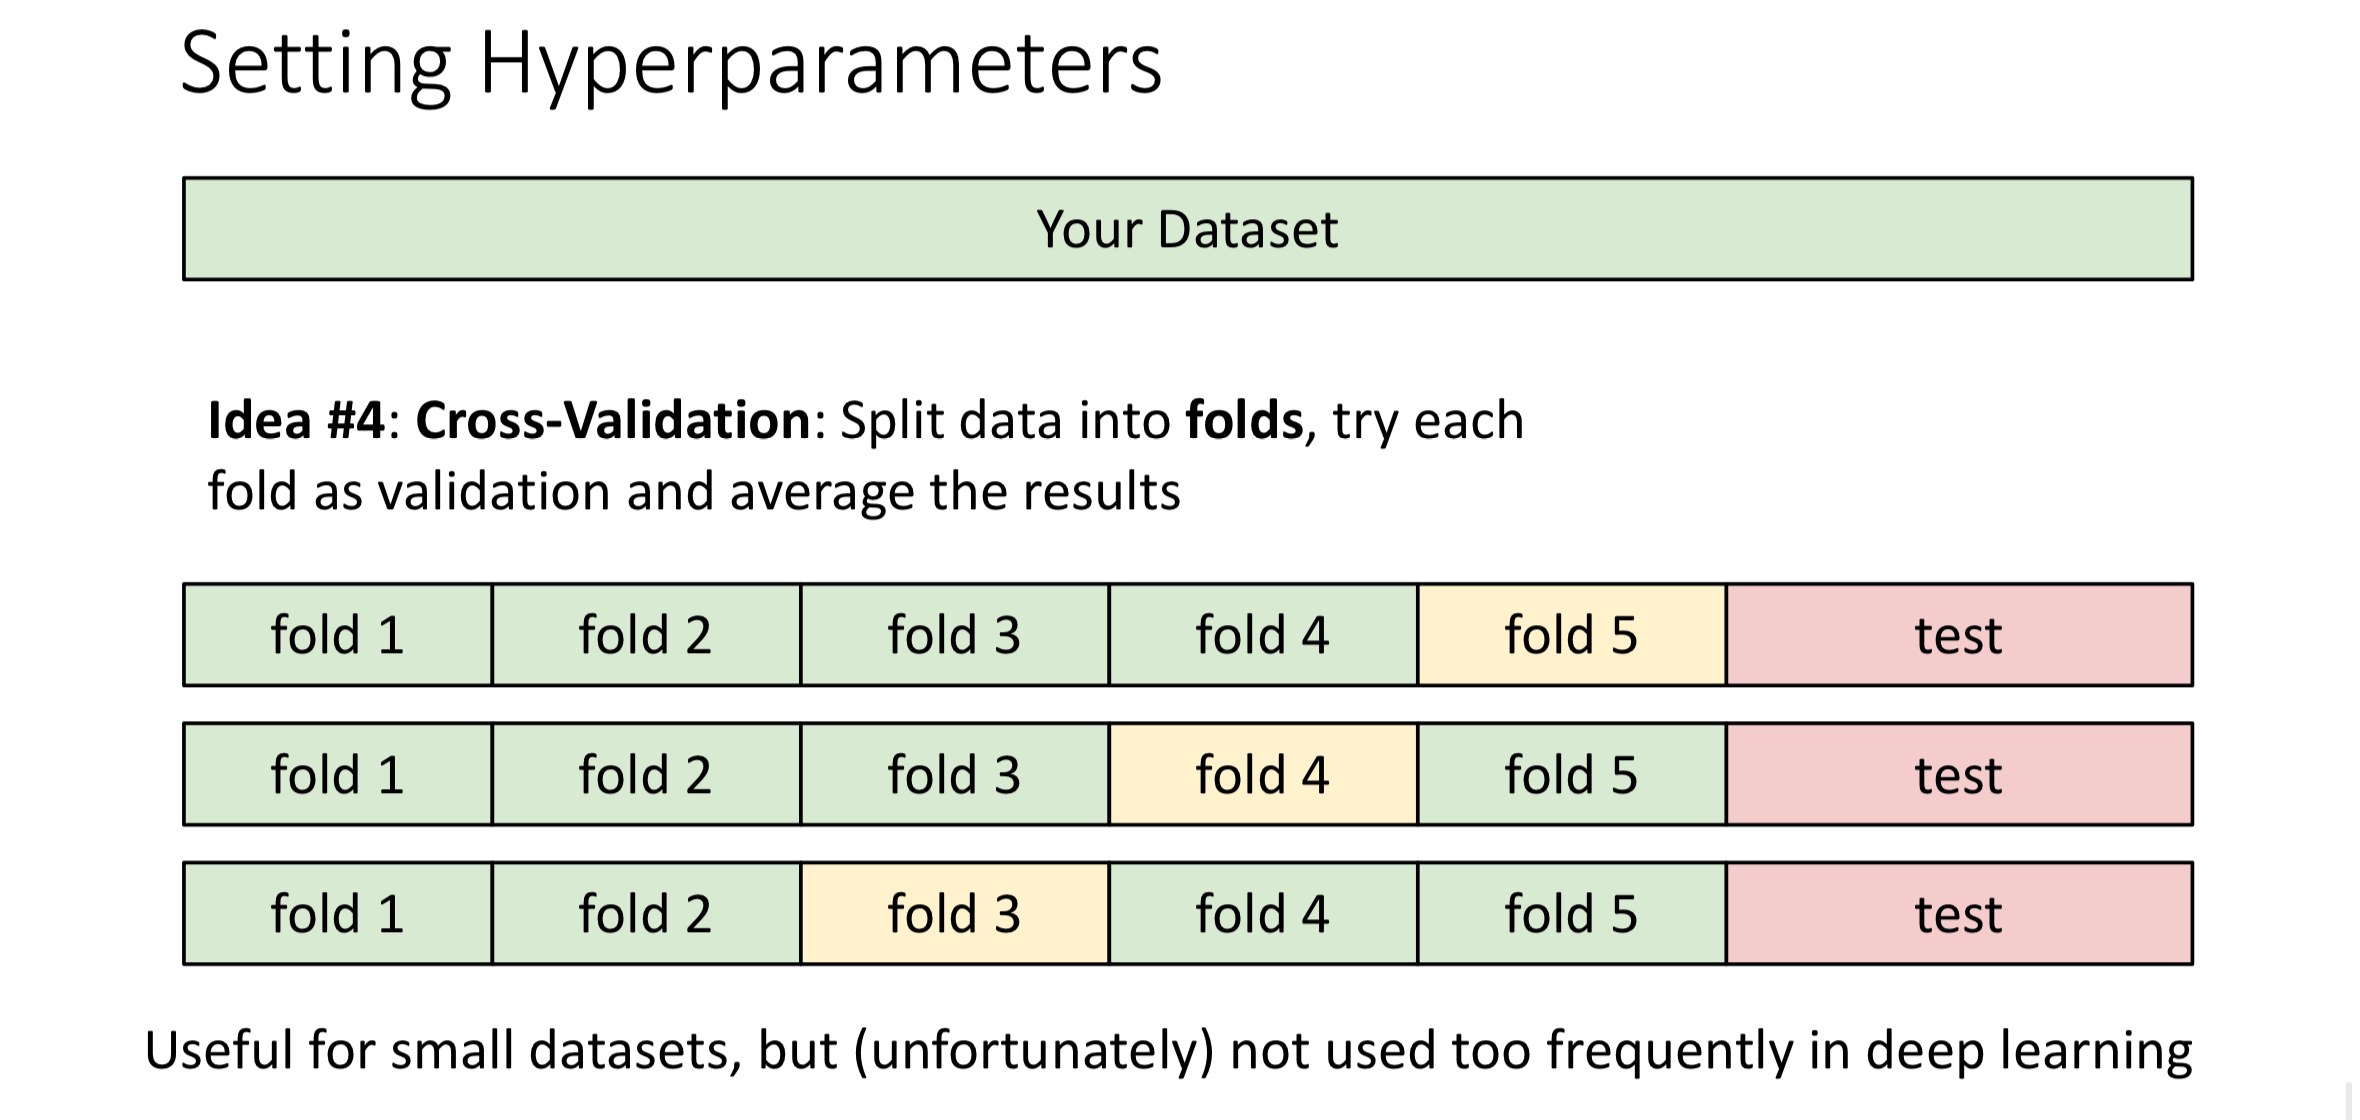 Setting Hyperparameters
Your Dataset
Idea #4: Cross-Validation: Split data into folds, try each
fold as validation and average the results
fold 1 fold 2 fold 3 fold 4 fold 5 test
fold 1 fold 2 fold 3 fold 4 fold 5 test
fold 1 fold 2 fold 3 fold 4 fold 5 test
Useful for small datasets, but (unfortunately) not used too frequently in deep learning